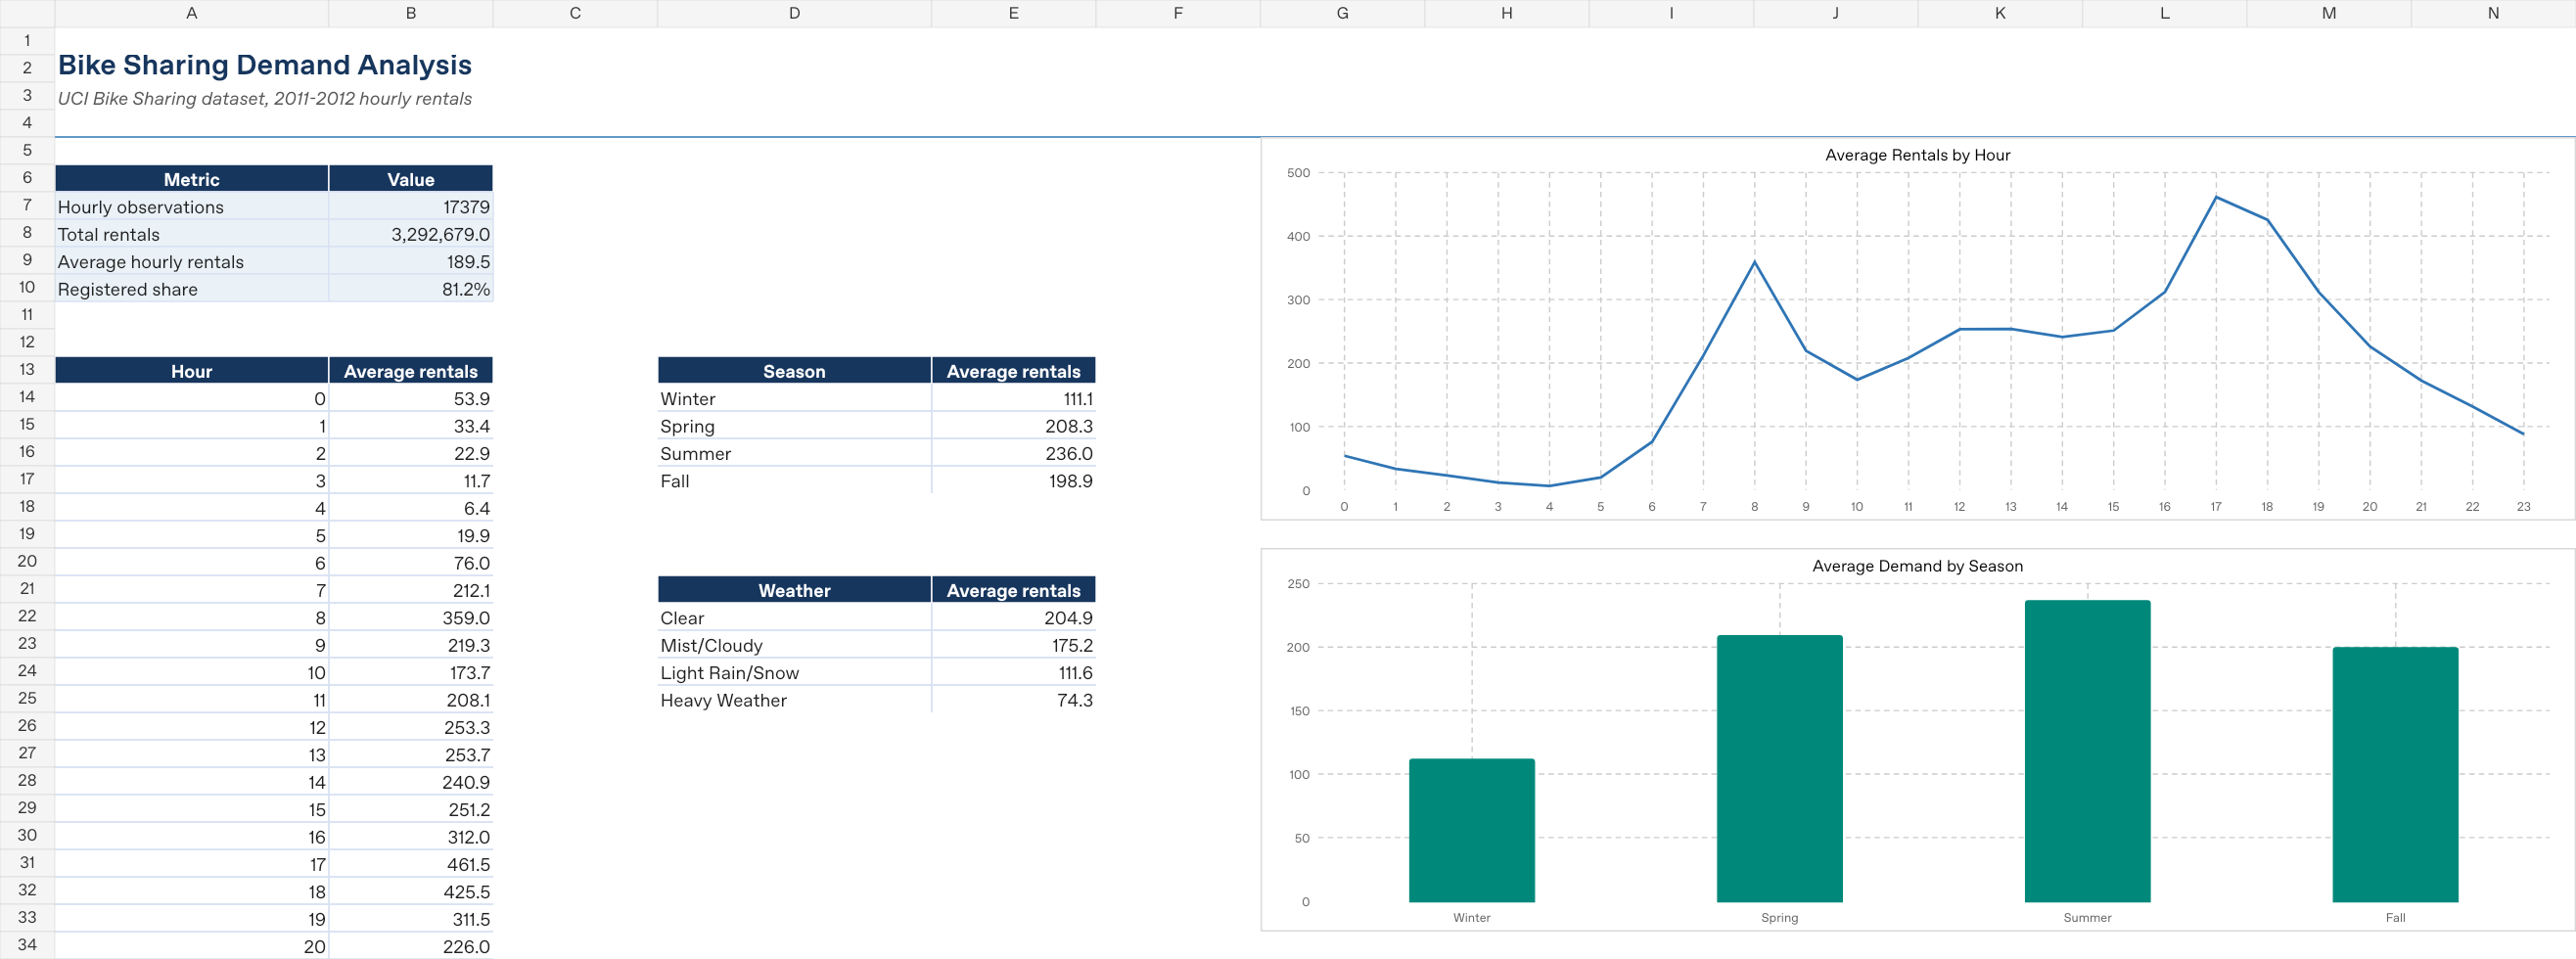 A B C D E F G H I J K L M N
1
2 Bike Sharing Demand Analysis
3 UCI Bike Sharing dataset, 2011-2012 hourly rentals
4
5
6 Metric Value
7 Hourly observations 17379
8 Total rentals 3,292,679.0
9 Average hourly rentals 189.5
10 Registered share 81.2%
11
12
13 Hour Average rentals Season Average rentals
14 0 53.9 Winter 111.1
15 1 33.4 Spring 208.3
16 2 22.9 Summer 236.0
17 3 11.7 Fall 198.9
18 4 6.4
19 5 19.9
20 6 76.0
21 7 212.1 Weather Average rentals
22 8 359.0 Clear 204.9
23 9 219.3 Mist/Cloudy 175.2
24 10 173.7 Light Rain/Snow 111.6
25 11 208.1 Heavy Weather 74.3
26 12 253.3
27 13 253.7
28 14 240.9
29 15 251.2
30 16 312.0
31 17 461.5
32 18 425.5
33 19 311.5
34 20 226.0
Average Rentals by Hour
500
400
300
200
100
0
0 1 2 3 4 5 6 7 8 9 10 11 12 13 14 15 16 17 18 19 20 21 22 23
Average Demand by Season
250
200
150
100
50
0
Winter Spring Summer Fall